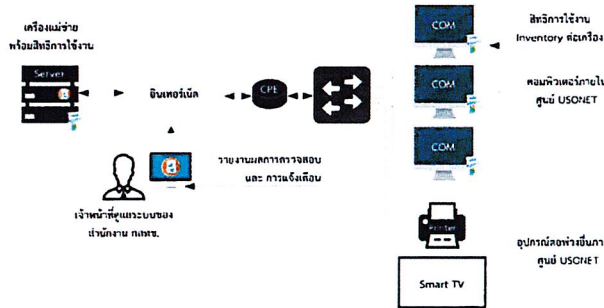 เครื่องแม่ข่าย
พร้อมสิทธิการใช้งาน
Server
อินเทอร์เน็ต
CPE
COM
COM
COM
สิทธิการใช้งาน
Inventory ต่อเครื่อง
คอมพิวเตอร์ภายใน
ศูนย์ USONET
รายงานผลการตรวจสอบ
และ การแจ้งเตือน
เจ้าหน้าที่ดูแลระบบของ
สำนักงาน กสทช.
Printer
Smart TV
อุปกรณ์ต่อพ่วงอื่นภา
ศูนย์ USONET